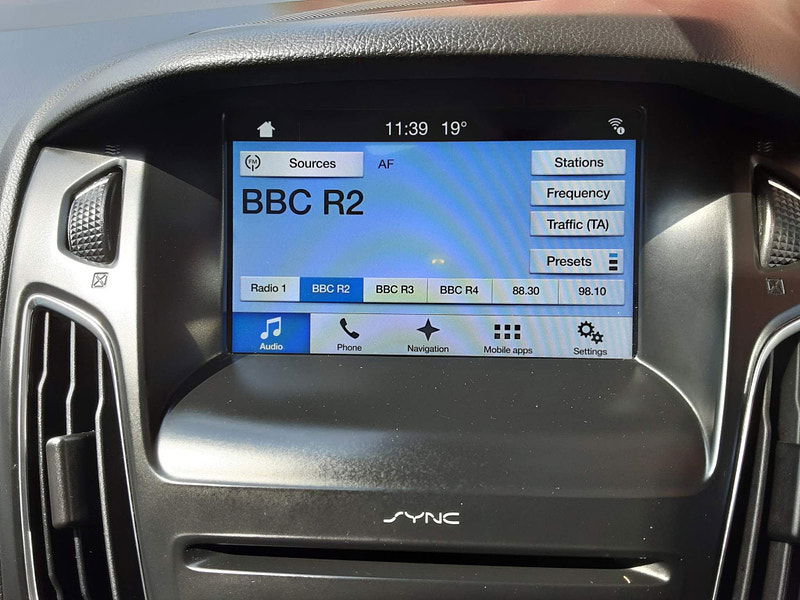 11:39 19°
FM Sources AF
Stations
BBC R2
Frequency
Traffic (TA)
Presets
Radio 1 BBC R2 BBC R3 BBC R4 88.30 98.10
Audio Phone Navigation Mobile apps Settings
SYNC